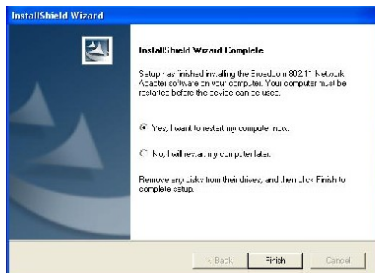 InstallShield Wizard
InstallShield Wizard Complete
Setup has finished installing the Broadcom 802.11 Network
Adapter software on your computer. Your computer must be
restarted before the device can be used.
Yes, I want to restart my computer now.
No, I will restart my computer later.
Remove any disks from their drives, and then click Finish to
complete setup.
< Back
Finish
Cancel